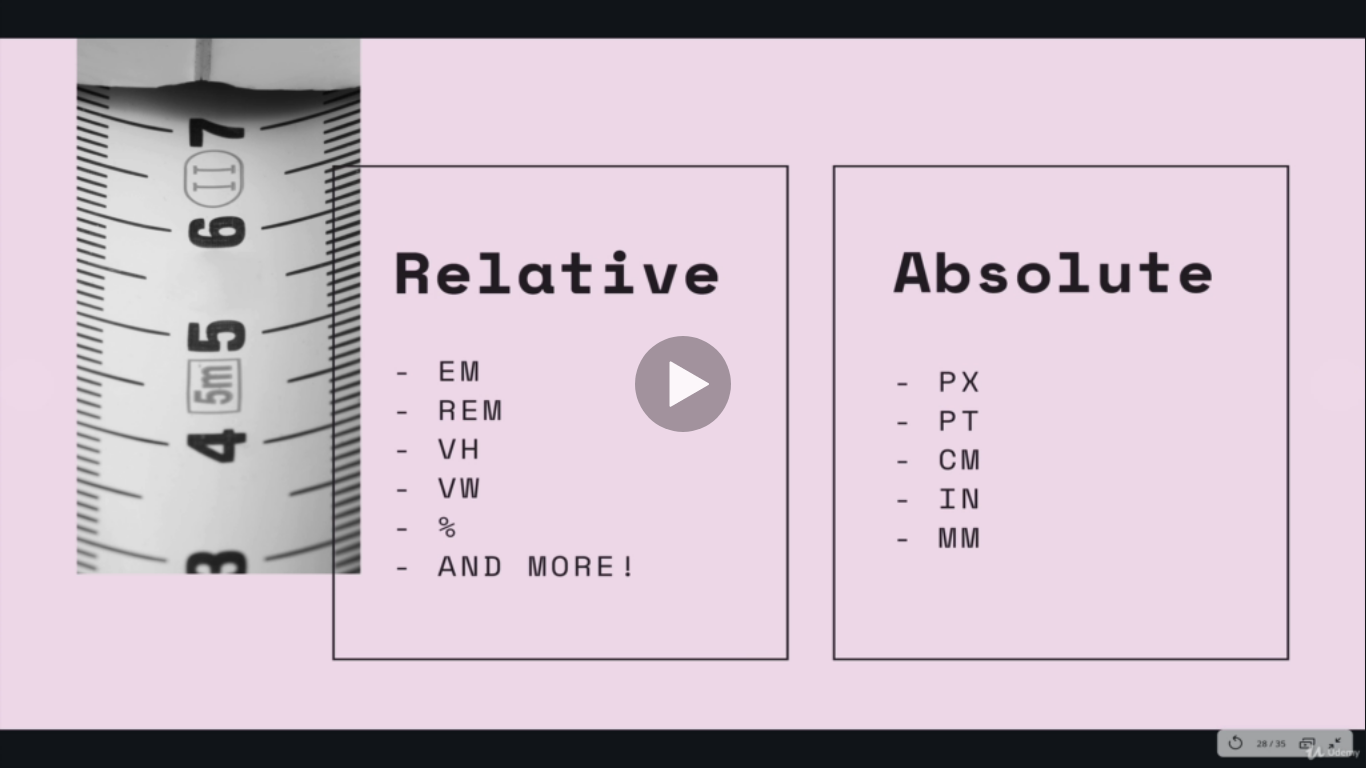 7
6
5
5m
4
3
Relative
- EM
- REM
- VH
- VW
- %
- AND MORE!
Absolute
- PX
- PT
- CM
- IN
- MM
28 / 35
Udemy